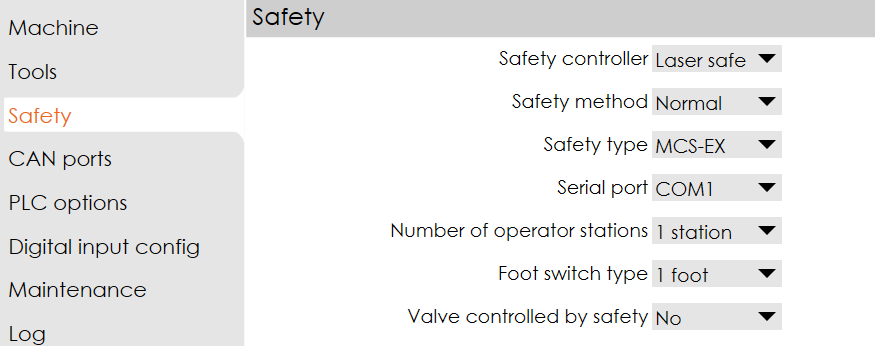 Machine
Tools
Safety
CAN ports
PLC options
Digital input config
Maintenance
Log
Safety
Safety controller Laser safe
Safety method Normal
Safety type MCS-EX
Serial port COM1
Number of operator stations 1 station
Foot switch type 1 foot
Valve controlled by safety No